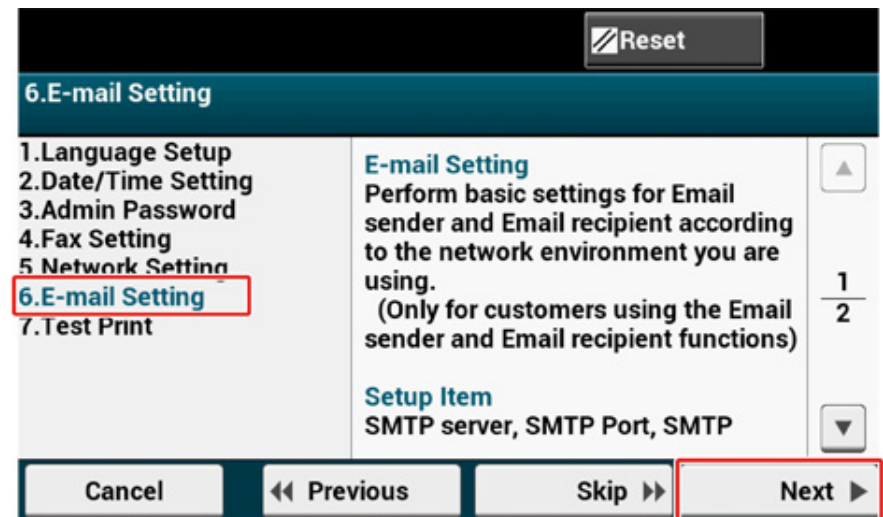 Reset
6.E-mail Setting
1.Language Setup
2.Date/Time Setting
3.Admin Password
4.Fax Setting
5.Network Setting
6.E-mail Setting
7.Test Print
E-mail Setting
Perform basic settings for Email
sender and Email recipient according
to the network environment you are
using.
(Only for customers using the Email
sender and Email recipient functions)
Setup Item
SMTP server, SMTP Port, SMTP
1
2
Cancel
Previous
Skip
Next